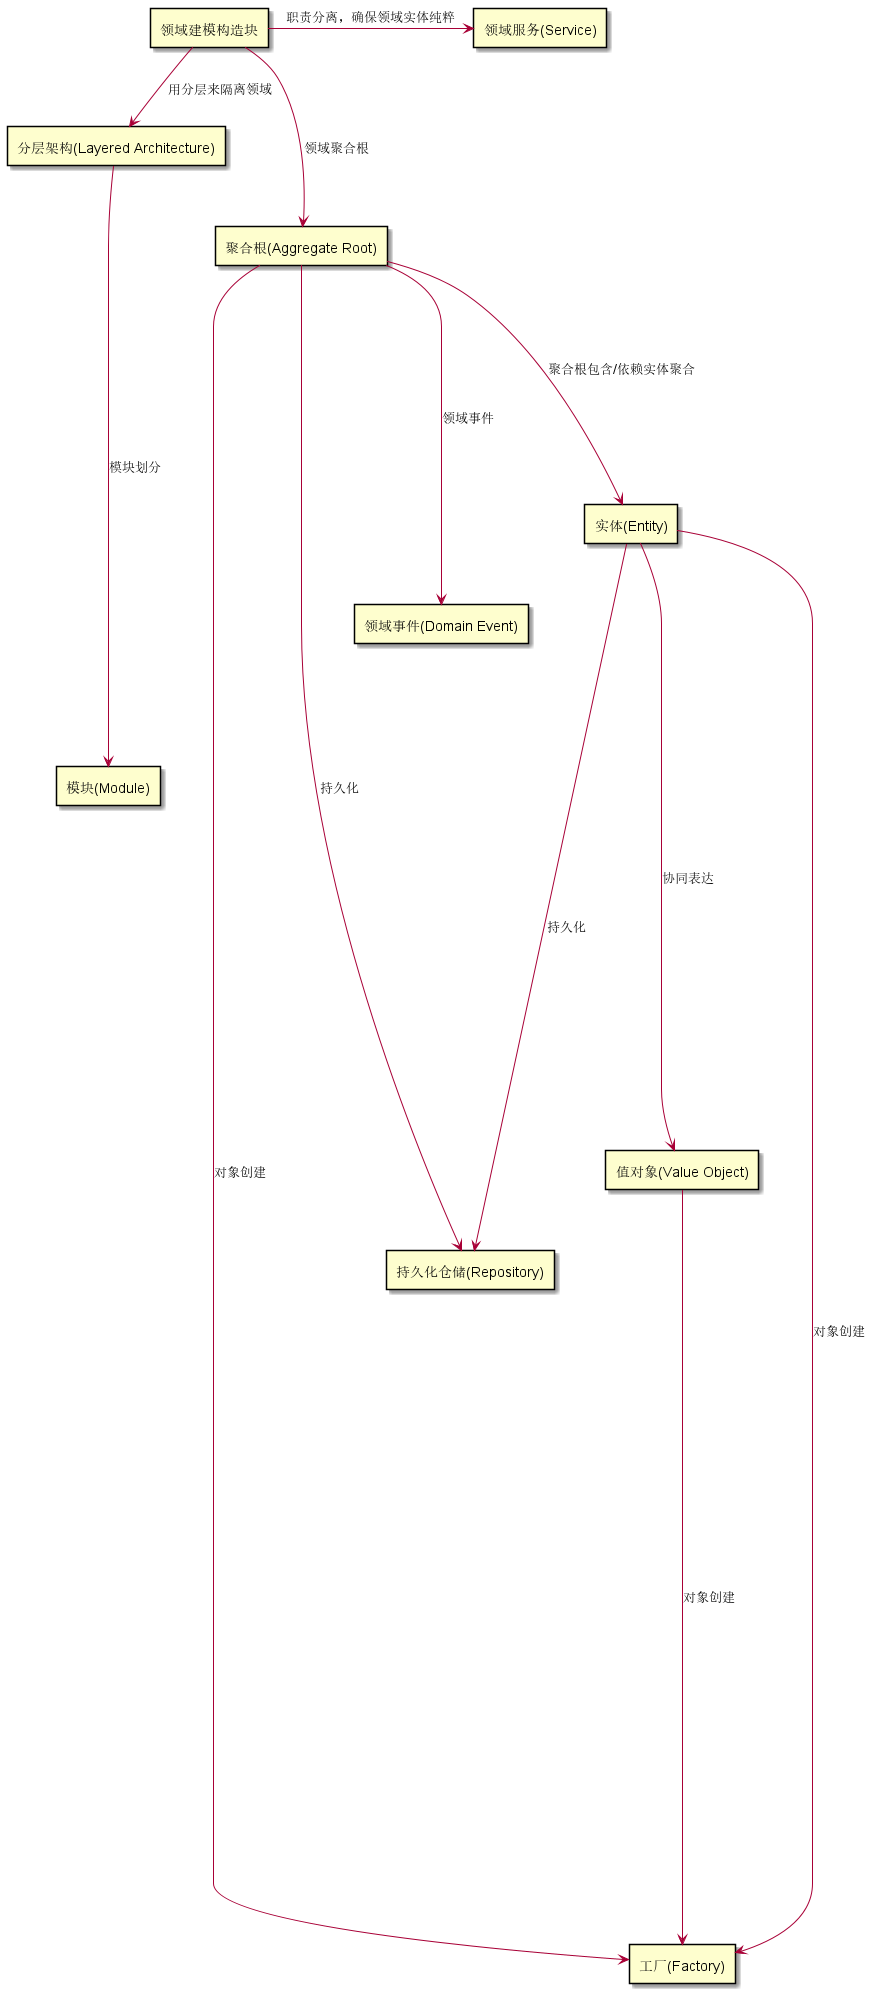 职责分离，确保领域实体纯粹
领域建模构造块
领域服务(Service)
用分层来隔离领域
分层架构(Layered Architecture)
领域聚合根
聚合根(Aggregate Root)
聚合根包含/依赖实体聚合
领域事件
模块划分
实体(Entity)
领域事件(Domain Event)
模块(Module)
持久化
协同表达
持久化
对象创建
值对象(Value Object)
持久化仓储(Repository)
对象创建
对象创建
工厂(Factory)